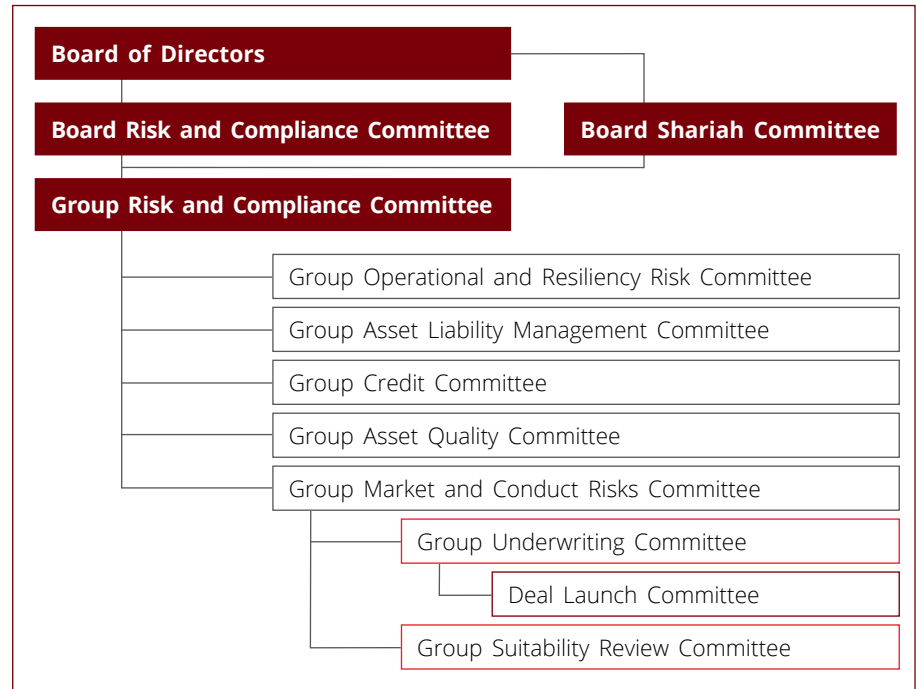 Board of Directors
Board Risk and Compliance Committee
Board Shariah Committee
Group Risk and Compliance Committee
Group Operational and Resiliency Risk Committee
Group Asset Liability Management Committee
Group Credit Committee
Group Asset Quality Committee
Group Market and Conduct Risks Committee
Group Underwriting Committee
Deal Launch Committee
Group Suitability Review Committee